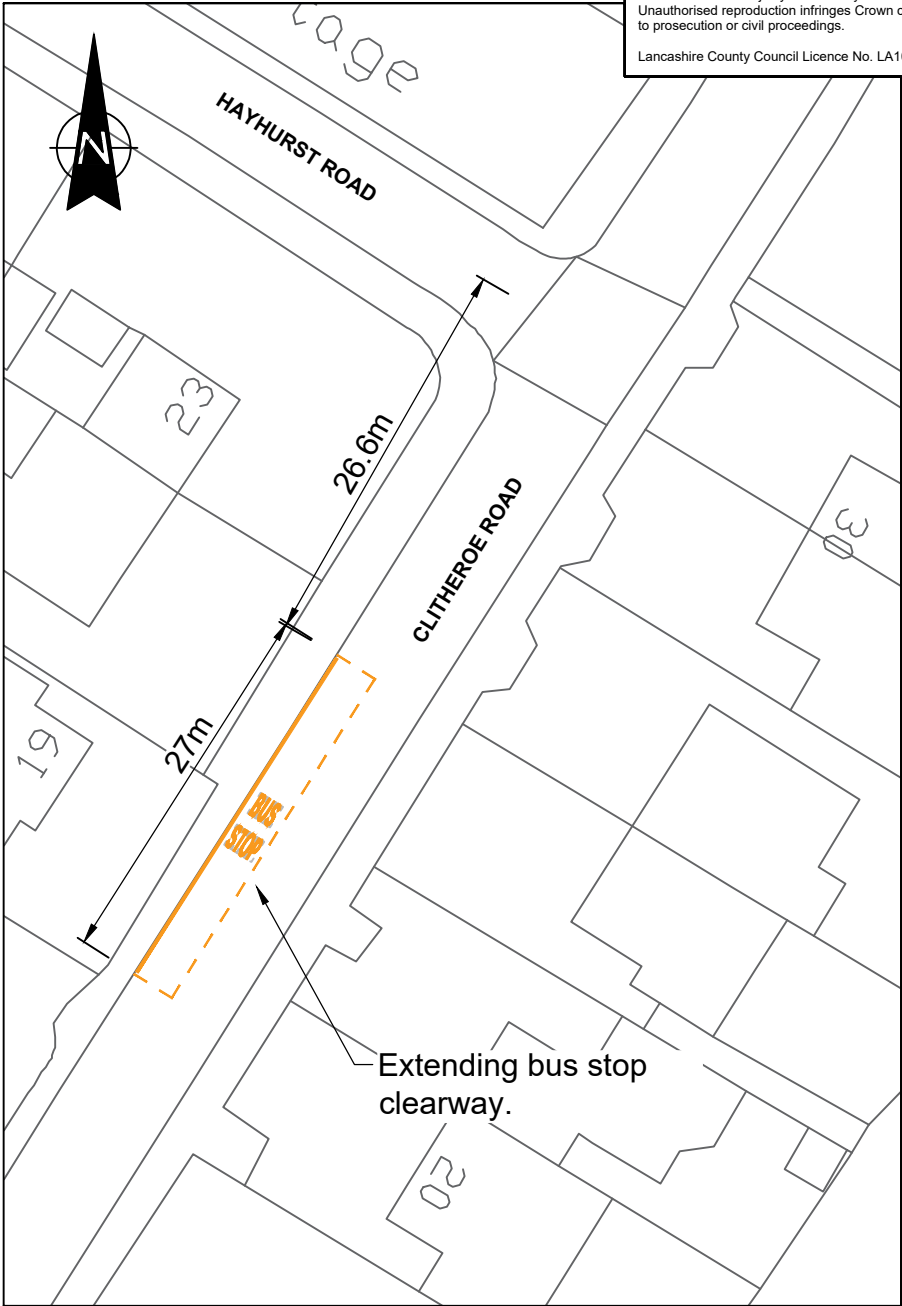 Unauthorised reproduction infringes Crown
to prosecution or civil proceedings.
Lancashire County Council Licence No.
age
HAYHURST ROAD
N
23
26.6m
30
CLITHEROE ROAD
27m
19
BUS
STOP
Extending bus stop
clearway.
20